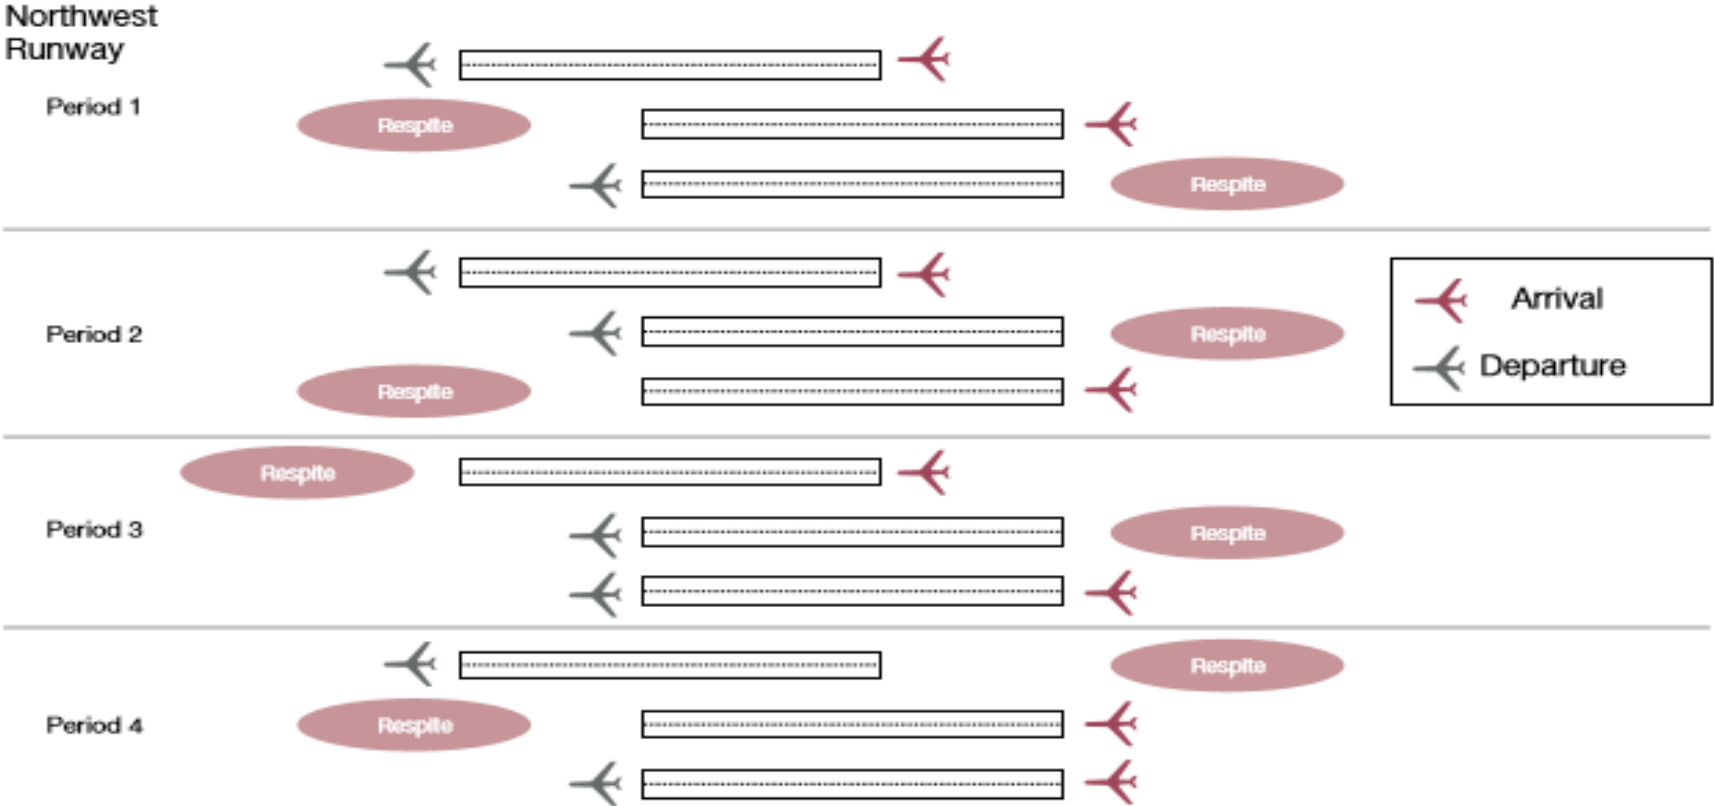 Northwest
Runway
Period 1
Respite
Respite
Period 2
Respite
Respite
Arrival
Departure
Respite
Period 3
Respite
Respite
Period 4
Respite